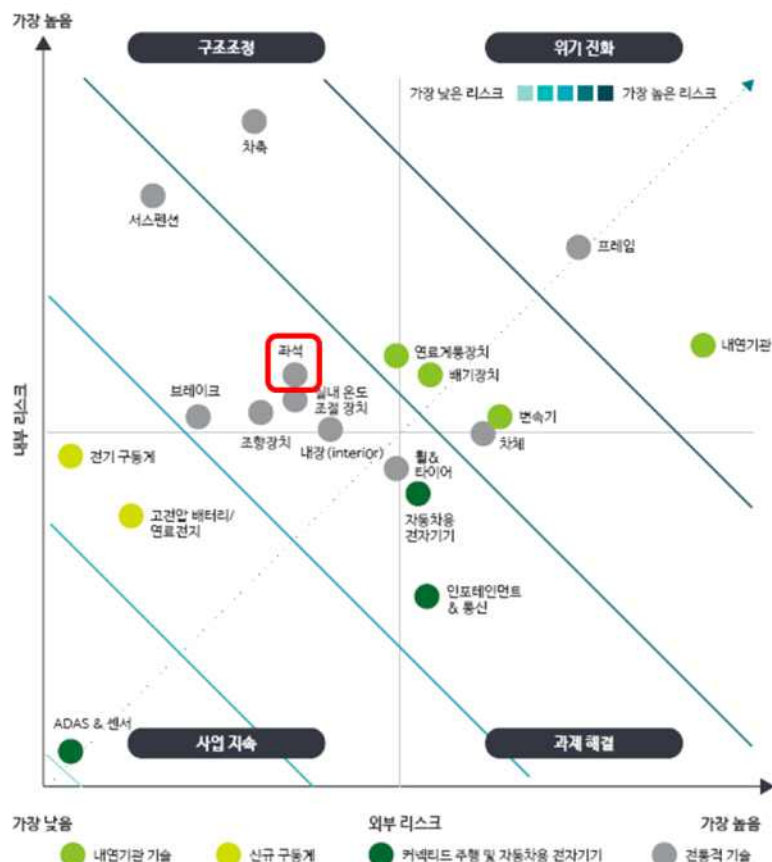 가장 높음
구조조정
위기 진화
가장 낮은 리스크
가장 높은 리스크
차축
서스펜션
프레임
좌석
연료계통장치
내연기관
배기장치
브레이크
실내 온도
조절 장치
변속기
조향장치
내장(interior)
차체
내부 리스크
전기 구동계
휠&
타이어
고전압 배터리/
연료전지
자동차용
전자기기
인포테인먼트
& 통신
ADAS & 센서
사업 지속
과제 해결
가장 낮음
외부 리스크
가장 높음
내연기관 기술
신규 구동계
커넥티드 주행 및 자동차용 전자기기
전통적 기술